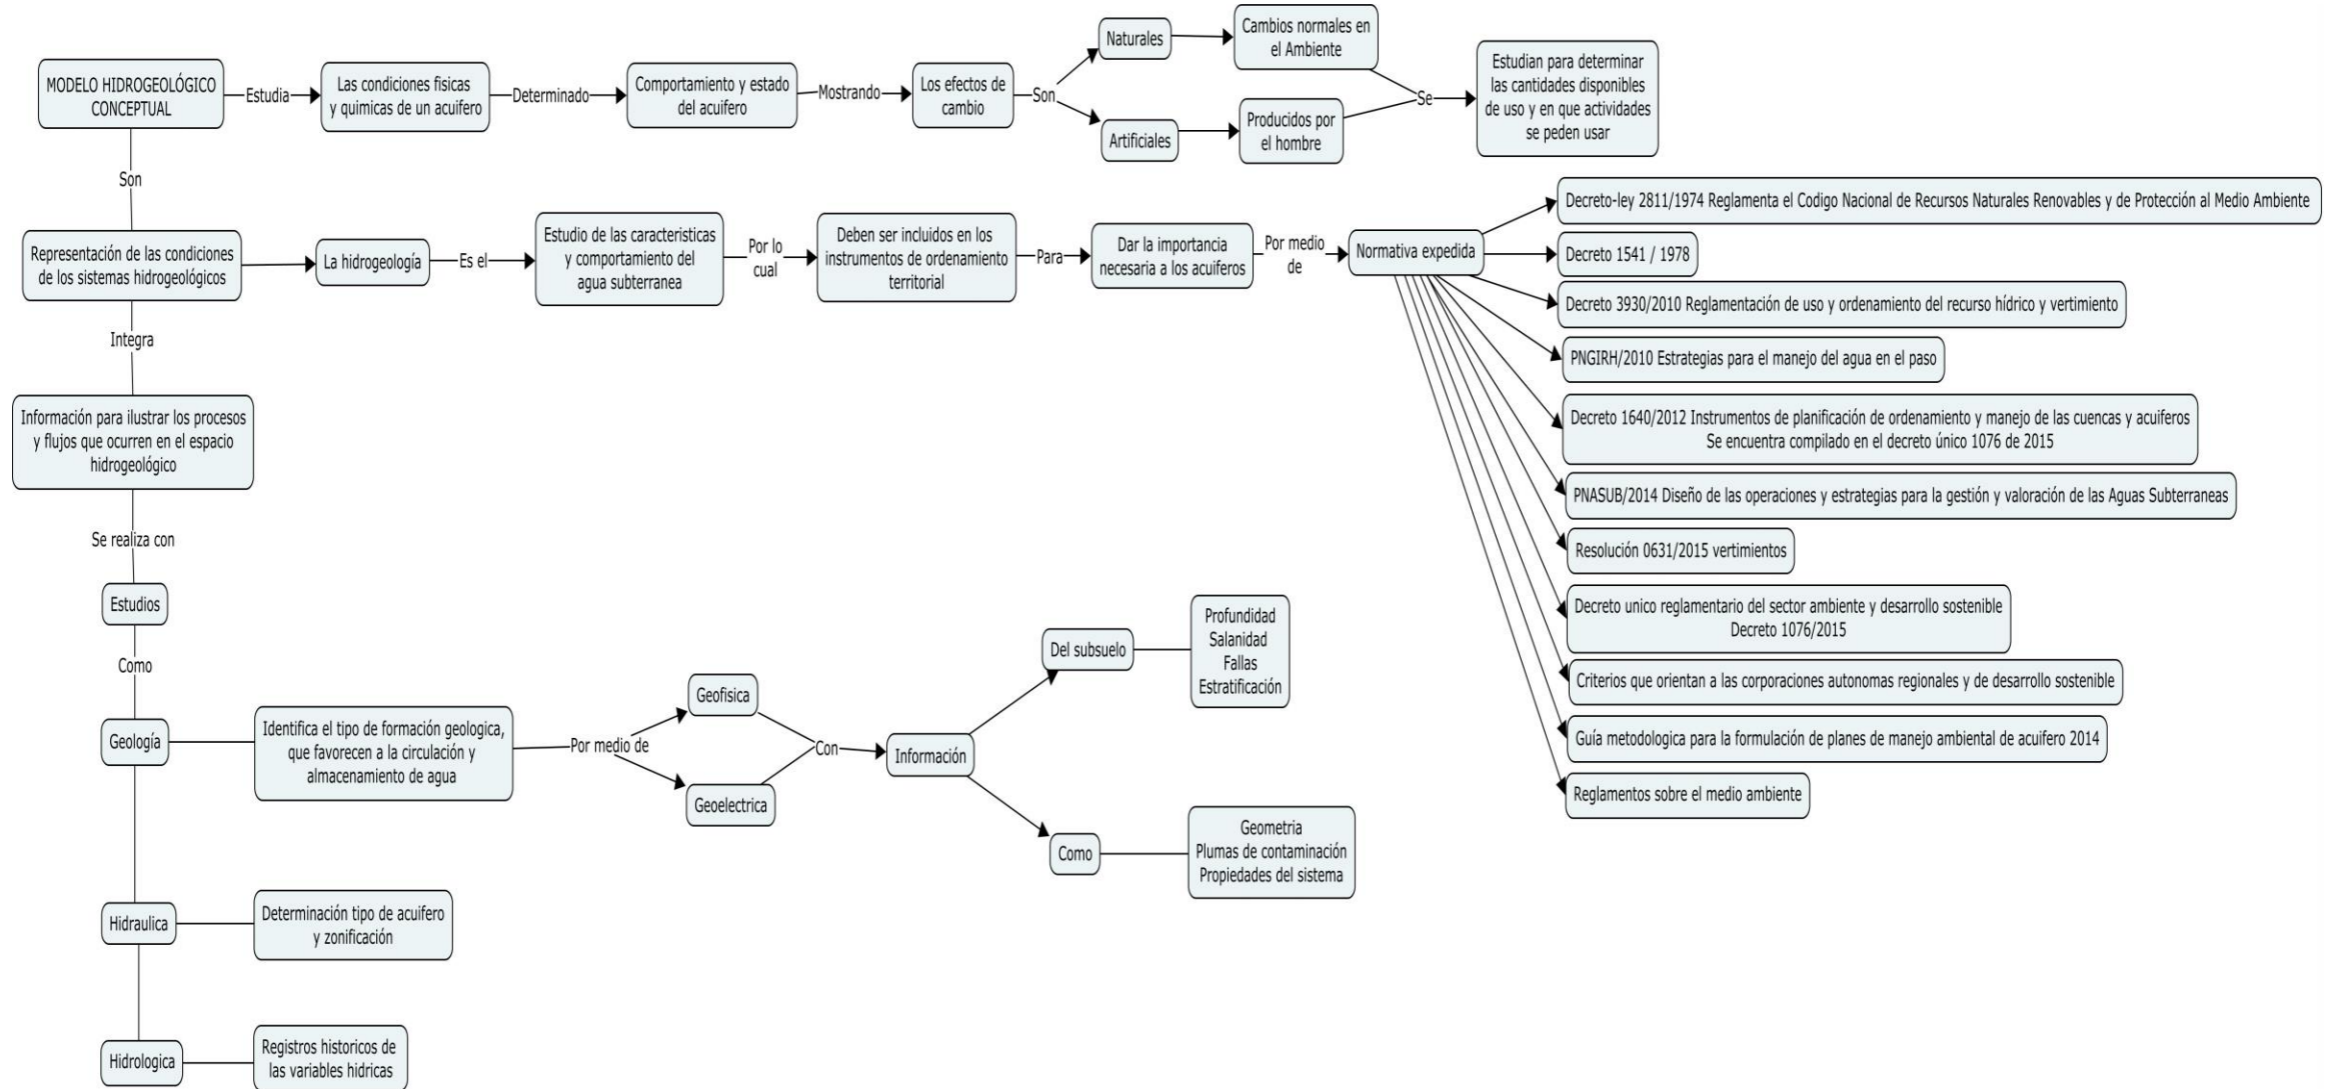 MODELO HIDROGEOLÓGICO
CONCEPTUAL
Estudia
Las condiciones fisicas
y quimicas de un acuifero
Determinado
Comportamiento y estado
del acuifero
Mostrando
Los efectos de
cambio
Son
Naturales
Cambios normales en
el Ambiente
Artificiales
Producidos por
el hombre
Se
Estudian para determinar
las cantidades disponibles
de uso y en que actividades
se peden usar
Son
Representación de las condiciones
de los sistemas hidrogeológicos
La hidrogeología
Es el
Estudio de las caracteristicas
y comportamiento del
agua subterranea
Por lo
cual
Deben ser incluidos en los
instrumentos de ordenamiento
territorial
Para
Dar la importancia
necesaria a los acuiferos
Por medio
de
Normativa expedida
Decreto-ley 2811/1974 Reglamenta el Codigo Nacional de Recursos Naturales Renovables y de Protección al Medio Ambiente
Decreto 1541 / 1978
Decreto 3930/2010 Reglamentación de uso y ordenamiento del recurso hídrico y vertimiento
PNGIRH/2010 Estrategias para el manejo del agua en el paso
Decreto 1640/2012 Instrumentos de planificación de ordenamiento y manejo de las cuencas y acuiferos
Se encuentra compilado en el decreto único 1076 de 2015
PNASUB/2014 Diseño de las operaciones y estrategias para la gestión y valoración de las Aguas Subterraneas
Resolución 0631/2015 vertimientos
Decreto unico reglamentario del sector ambiente y desarrollo sostenible
Decreto 1076/2015
Criterios que orientan a las corporaciones autonomas regionales y de desarrollo sostenible
Guía metodologica para la formulación de planes de manejo ambiental de acuifero 2014
Reglamentos sobre el medio ambiente
Integra
Información para ilustrar los procesos
y flujos que ocurren en el espacio
hidrogeológico
Se realiza con
Estudios
Como
Geología
Identifica el tipo de formación geologica,
que favorecen a la circulación y
almacenamiento de agua
Por medio de
Geofisica
Geoelectrica
Con
Información
Del subsuelo
Profundidad
Salanidad
Fallas
Estratificación
Como
Geometria
Plumas de contaminación
Propiedades del sistema
Hidraulica
Determinación tipo de acuifero
y zonificación
Hidrologica
Registros historicos de
las variables hidricas